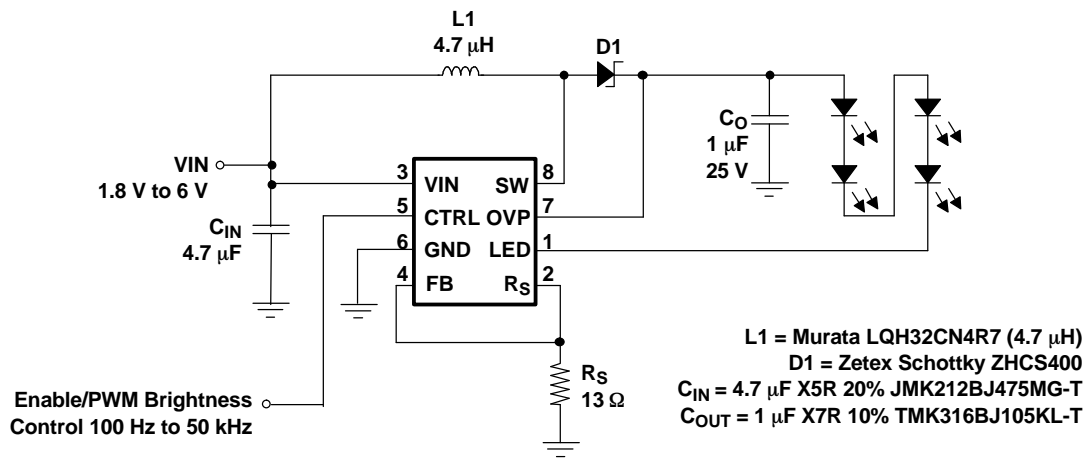 L1
4.7 µH
D1
CO
1 µF
25 V
VIN
1.8 V to 6 V
CIN
4.7 µF
3 VIN SW 8
5 CTRL OVP 7
6 GND LED 1
4 FB RS 2
RS
13 Ω
Enable/PWM Brightness
Control 100 Hz to 50 kHz
L1 = Murata LQH32CN4R7 (4.7 µH)
D1 = Zetex Schottky ZHCS400
CIN = 4.7 µF X5R 20% JMK212BJ475MG-T
COUT = 1 µF X7R 10% TMK316BJ105KL-T